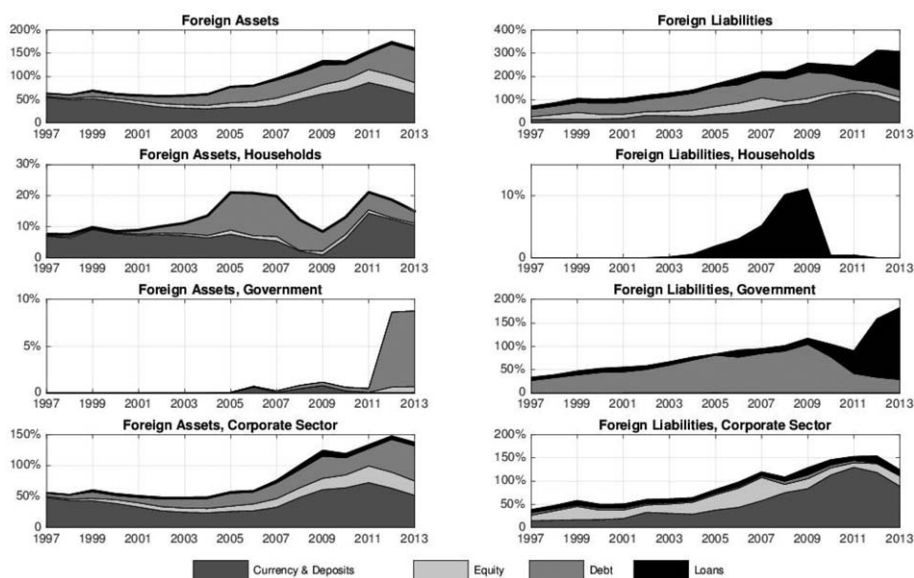 Foreign Assets
200%
150%
100%
50%
0
1997 1999 2001 2003 2005 2007 2009 2011 2013
Foreign Liabilities
400%
300%
200%
100%
0
1997 1999 2001 2003 2005 2007 2009 2011 2013
Foreign Assets, Households
30%
20%
10%
0
1997 1999 2001 2003 2005 2007 2009 2011 2013
Foreign Liabilities, Households
10%
0
1997 1999 2001 2003 2005 2007 2009 2011 2013
Foreign Assets, Government
10%
5%
0
1997 1999 2001 2003 2005 2007 2009 2011 2013
Foreign Liabilities, Government
200%
150%
100%
50%
0
1997 1999 2001 2003 2005 2007 2009 2011 2013
Foreign Assets, Corporate Sector
150%
100%
50%
0
1997 1999 2001 2003 2005 2007 2009 2011 2013
Foreign Liabilities, Corporate Sector
200%
150%
100%
50%
0
1997 1999 2001 2003 2005 2007 2009 2011 2013
Currency & Deposits Equity Debt Loans